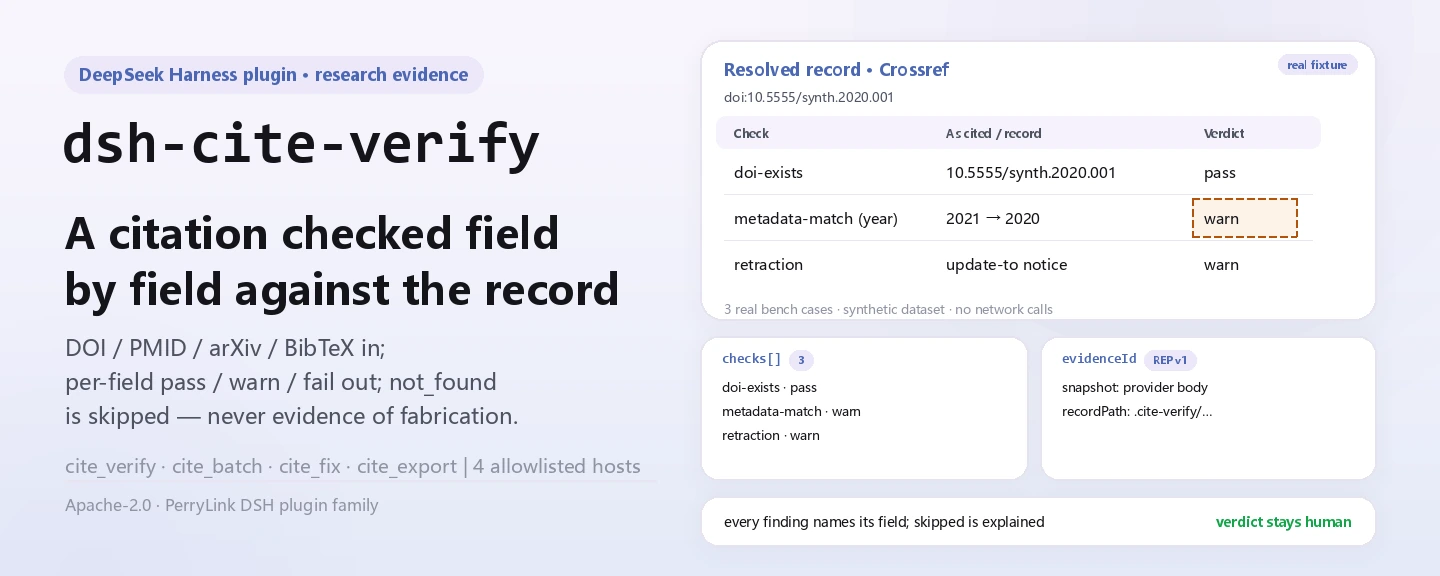 DeepSeek Harness plugin • research evidence
dsh-cite-verify
A citation checked field
by field against the record
DOI / PMID / arXiv / BibTeX in;
per-field pass / warn / fail out; not_found
is skipped — never evidence of fabrication.
cite_verify · cite_batch · cite_fix · cite_export | 4 allowlisted hosts
Apache-2.0 · PerryLink DSH plugin family
Resolved record • Crossref
real fixture
doi:10.5555/synth.2020.001
Check As cited / record Verdict
doi-exists 10.5555/synth.2020.001 pass
metadata-match (year) 2021 → 2020 warn
retraction update-to notice warn
3 real bench cases · synthetic dataset · no network calls
checks[] 3
doi-exists · pass
metadata-match · warn
retraction · warn
evidenceId REPv1
snapshot: provider body
recordPath: .cite-verify/…
every finding names its field; skipped is explained
verdict stays human